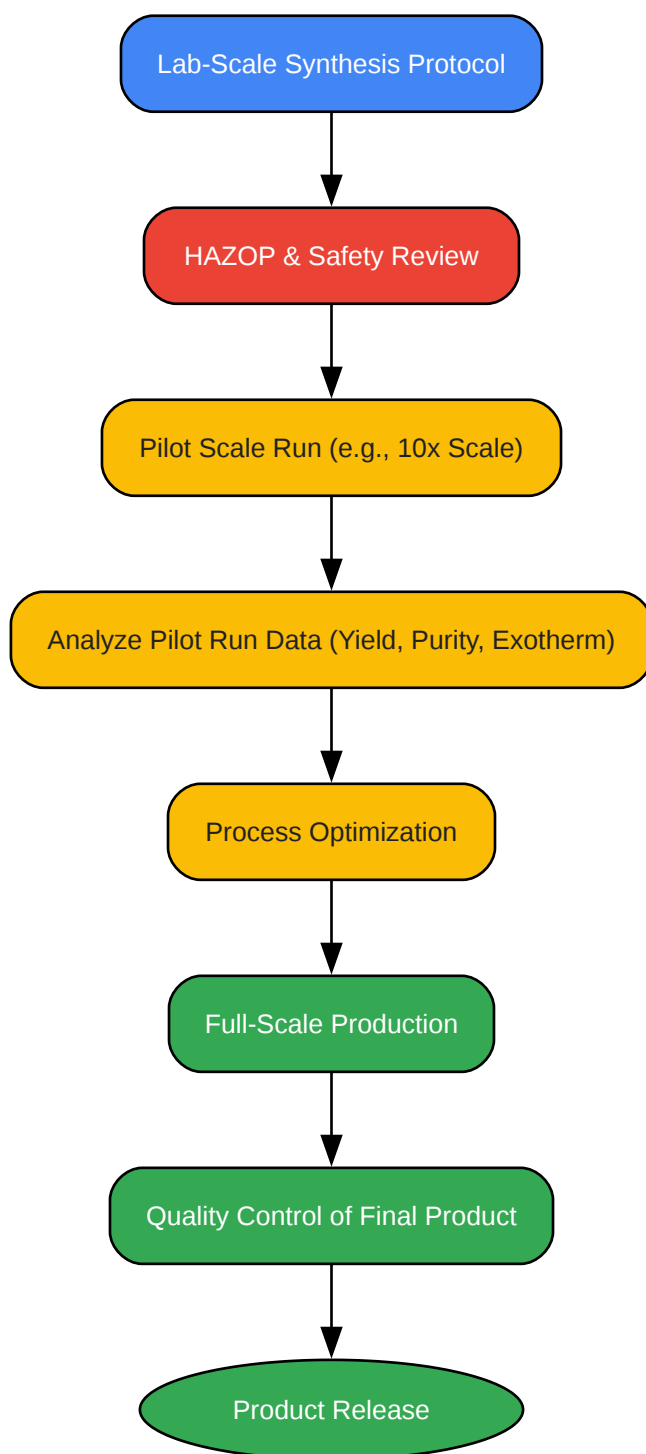 Lab-Scale Synthesis Protocol
HAZOP & Safety Review
Pilot Scale Run (e.g., 10x Scale)
Analyze Pilot Run Data (Yield, Purity, Exotherm)
Process Optimization
Full-Scale Production
Quality Control of Final Product
Product Release